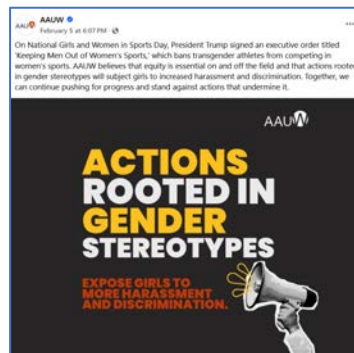 AAUW
February 5 at 6:07 PM ·
On National Girls and Women in Sports Day, President Trump signed an executive order titled
'Keeping Men Out of Women's Sports,' which bans transgender athletes from competing in
women's sports. AAUW believes that equity is essential on and off the field and that actions rooted
in gender stereotypes will subject girls to increased harassment and discrimination. Together, we
can continue pushing for progress and stand against actions that undermine it.
AAUW
ACTIONS
ROOTED IN
GENDER
STEREOTYPES
EXPOSE GIRLS TO
MORE HARASSMENT
AND DISCRIMINATION.